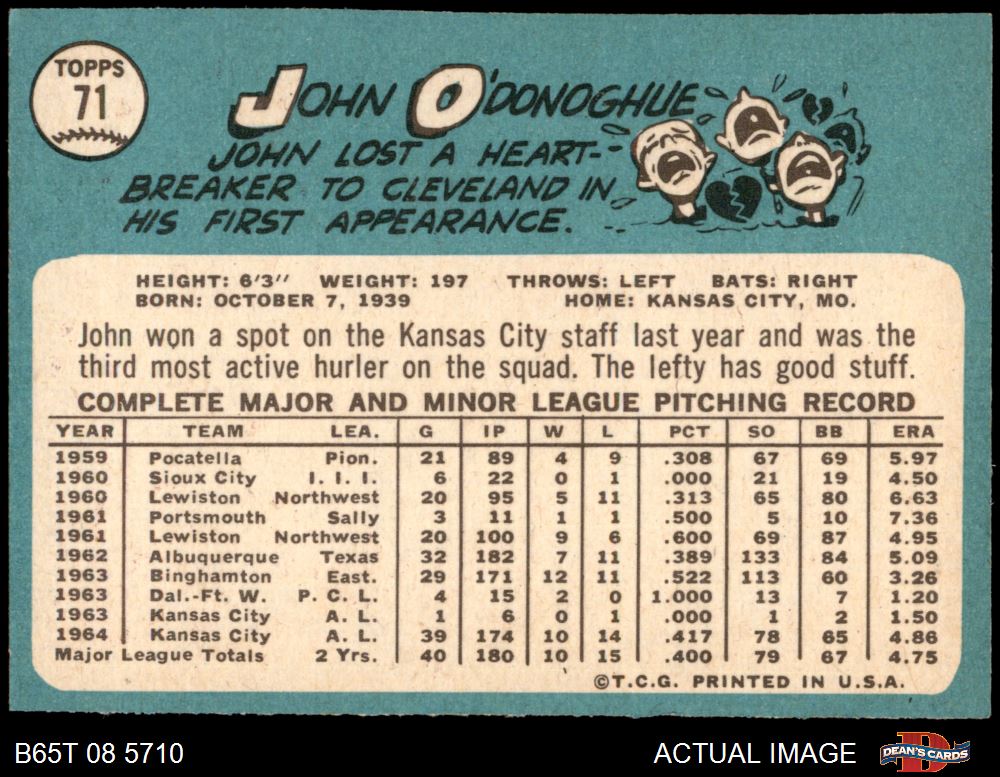 TOPPS
71
JOHN O'DONOGHUE
JOHN LOST A HEART-
BREAKER TO CLEVELAND IN
HIS FIRST APPEARANCE.
HEIGHT: 6'3" WEIGHT: 197 THROWS: LEFT BATS: RIGHT
BORN: OCTOBER 7, 1939 HOME: KANSAS CITY, MO.
John won a spot on the Kansas City staff last year and was the
third most active hurler on the squad. The lefty has good stuff.
COMPLETE MAJOR AND MINOR LEAGUE PITCHING RECORD
YEAR TEAM LEA. G IP W L PCT SO BB ERA
1959 Pocatella Pion. 21 89 4 9 .308 67 69 5.97
1960 Sioux City I. I. I. 6 22 0 1 .000 21 19 4.50
1960 Lewiston Northwest 20 95 5 11 .313 65 80 6.63
1961 Portsmouth Sally 3 11 1 1 .500 5 10 7.36
1961 Lewiston Northwest 20 100 9 6 .600 69 87 4.95
1962 Albuquerque Texas 32 182 7 11 .389 133 84 5.09
1963 Binghamton East. 29 171 12 11 .522 113 60 3.26
1963 Dal.-Ft. W. P. C. L. 4 15 2 0 1.000 13 7 1.20
1963 Kansas City A. L. 1 6 0 1 .000 1 2 1.50
1964 Kansas City A. L. 39 174 10 14 .417 78 65 4.86
Major League Totals 2 Yrs. 40 180 10 15 .400 79 67 4.75
©T.C.G. PRINTED IN U.S.A.
B65T 08 5710 ACTUAL IMAGE DEAN'S CARDS